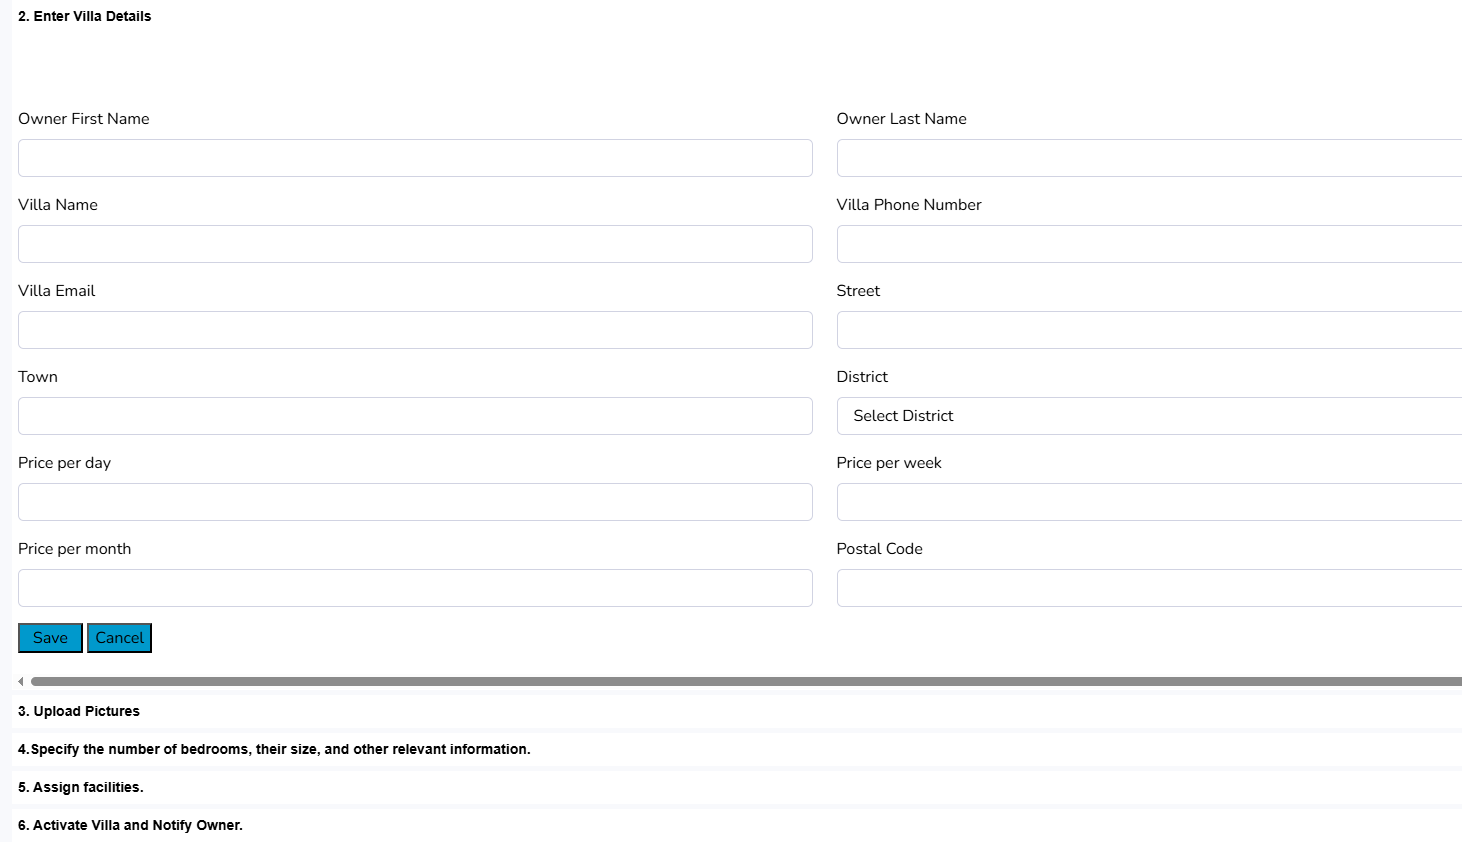 2. Enter Villa Details
Owner First Name
Owner Last Name
Villa Name
Villa Phone Number
Villa Email
Street
Town
District
Select District
Price per day
Price per week
Price per month
Postal Code
Save Cancel
3. Upload Pictures
4.Specify the number of bedrooms, their size, and other relevant information.
5. Assign facilities.
6. Activate Villa and Notify Owner.